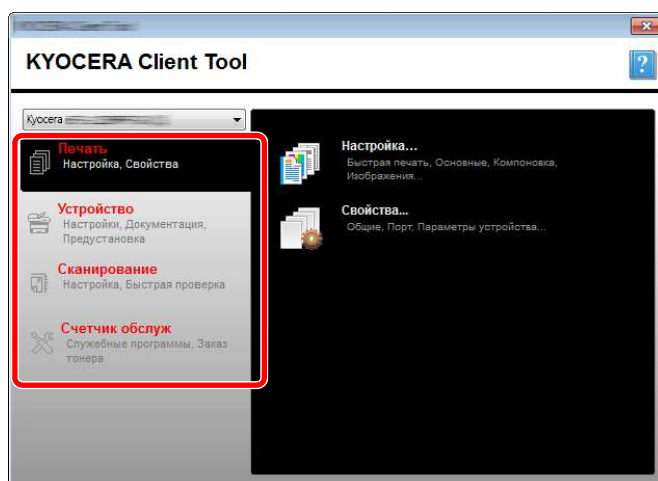 KYOCERA Client Tool
?
Kyocera
Печать
Настройка, Свойства
Устройство
Настройки, Документация,
Предустановка
Сканирование
Настройка, Быстрая проверка
Счетчик обслуж
Служебные программы, Заказ
тонера
Настройка...
Быстрая печать, Основные, Компоновка,
Изображения...
Свойства...
Общие, Порт, Параметры устройства...